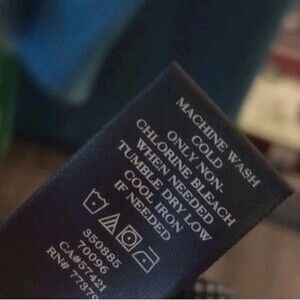 MACHINE WASH
COLD
ONLY NON-
CHLORINE BLEACH
WHEN NEEDED
TUMBLE DRY LOW
COOL IRON
IF NEEDED
350885
70096
CA#57421
RN#